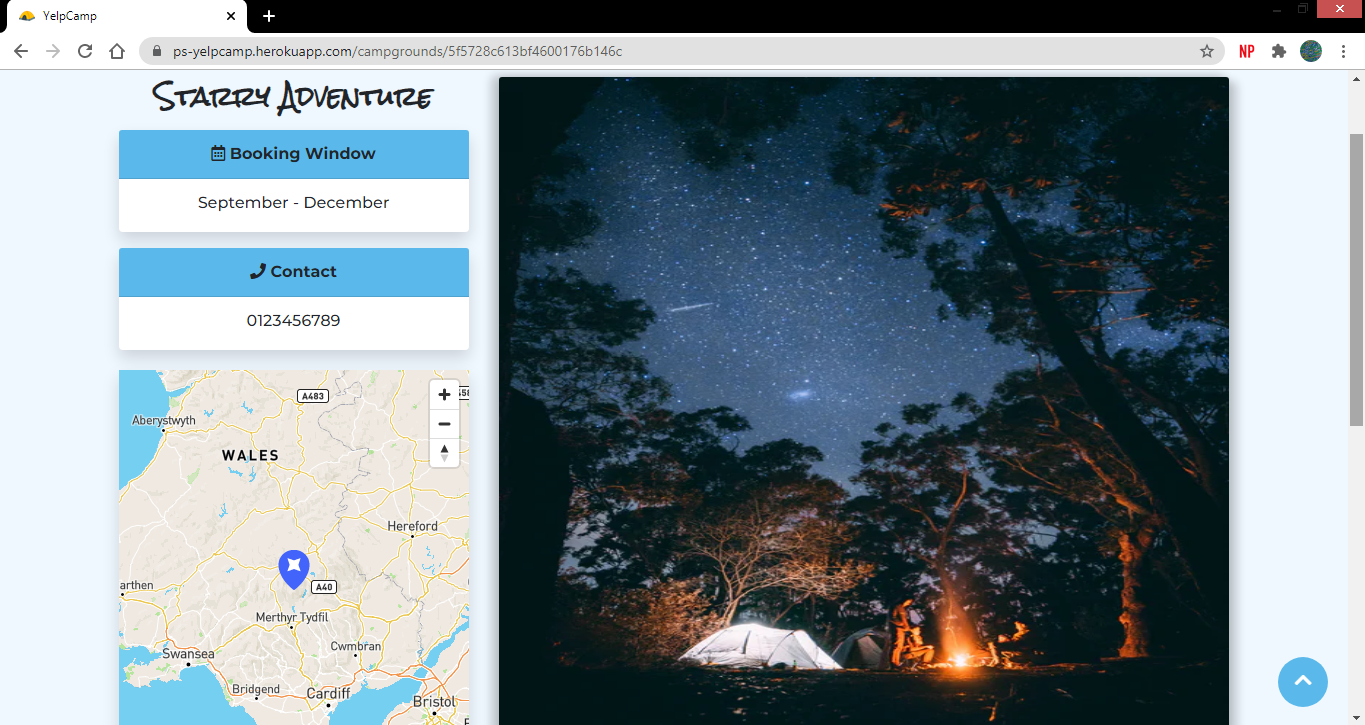 YelpCamp
ps-yelpcamp.herokuapp.com/campgrounds/5f5728c613bf4600176b146c
NP
Starry Adventure
Booking Window
September - December
Contact
0123456789
A483
Aberystwyth
WALES
Hereford
A40
arthen
Merthyr Tydfil
Cwmbran
Swansea
Bridgend
Cardiff
Bristol